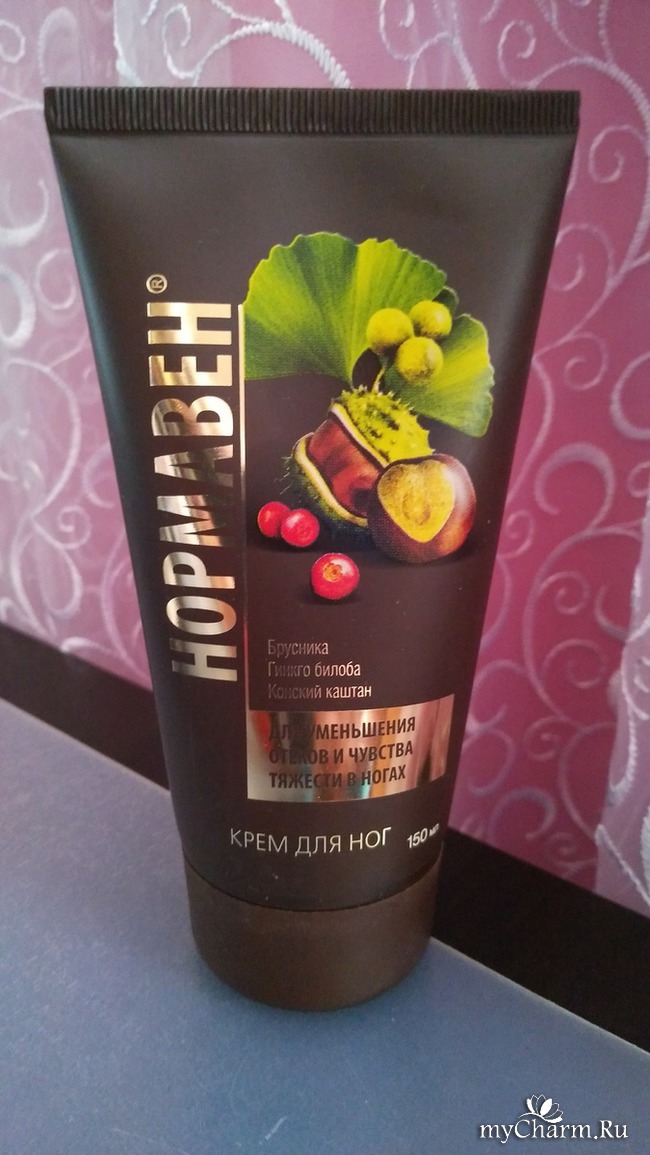 НОРМАВЕН®
Брусника
Гинкго билоба
Конский каштан
ДЛЯ УМЕНЬШЕНИЯ
ОТЕКОВ И ЧУВСТВА
ТЯЖЕСТИ В НОГАХ
КРЕМ ДЛЯ НОГ 150 мл
myCharm.Ru